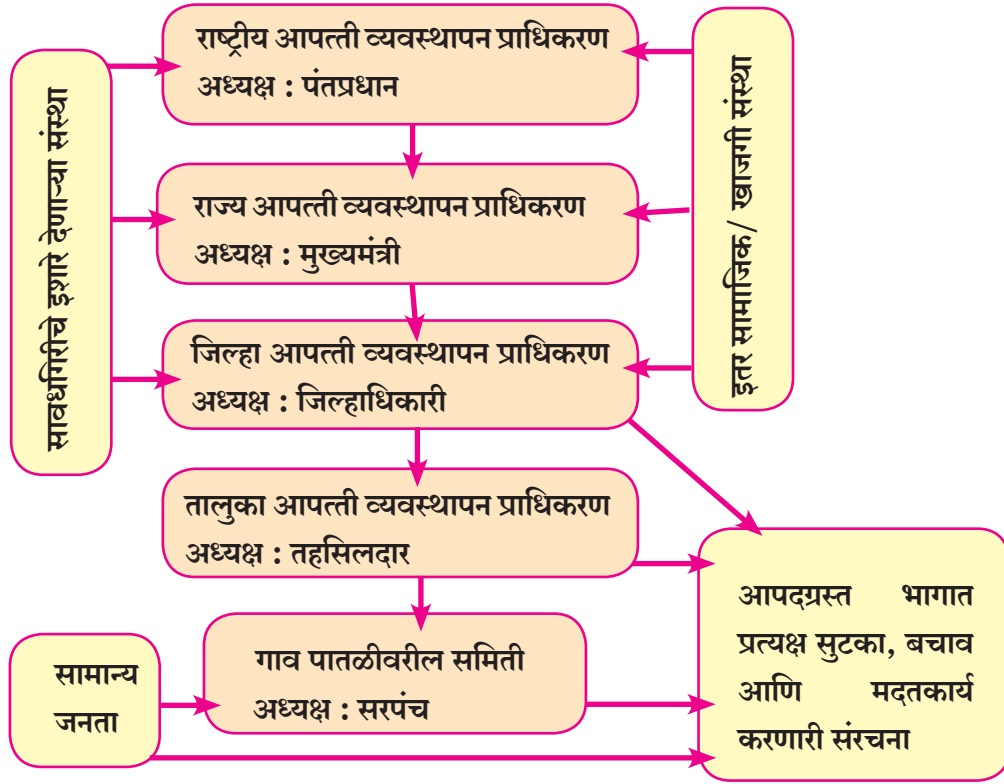 राष्ट्रीय आपत्ती व्यवस्थापन प्राधिकरण
अध्यक्ष : पंतप्रधान
सावधगिरीचे इशारे देणाऱ्या संस्था
इतर सामाजिक/ खाजगी संस्था
राज्य आपत्ती व्यवस्थापन प्राधिकरण
अध्यक्ष : मुख्यमंत्री
जिल्हा आपत्ती व्यवस्थापन प्राधिकरण
अध्यक्ष : जिल्हाधिकारी
तालुका आपत्ती व्यवस्थापन प्राधिकरण
अध्यक्ष : तहसिलदार
गाव पातळीवरील समिती
अध्यक्ष : सरपंच
सामान्य
जनता
आपदग्रस्त भागात
प्रत्यक्ष सुटका, बचाव
आणि मदतकार्य
करणारी संरचना